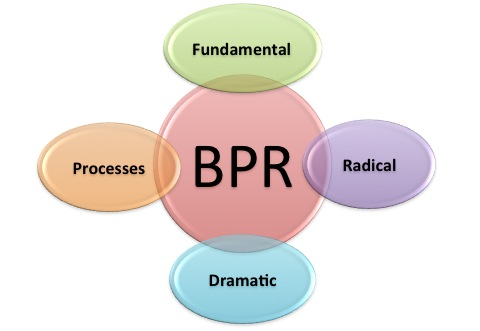 Fundamental
Processes
BPR
Radical
Dramatic